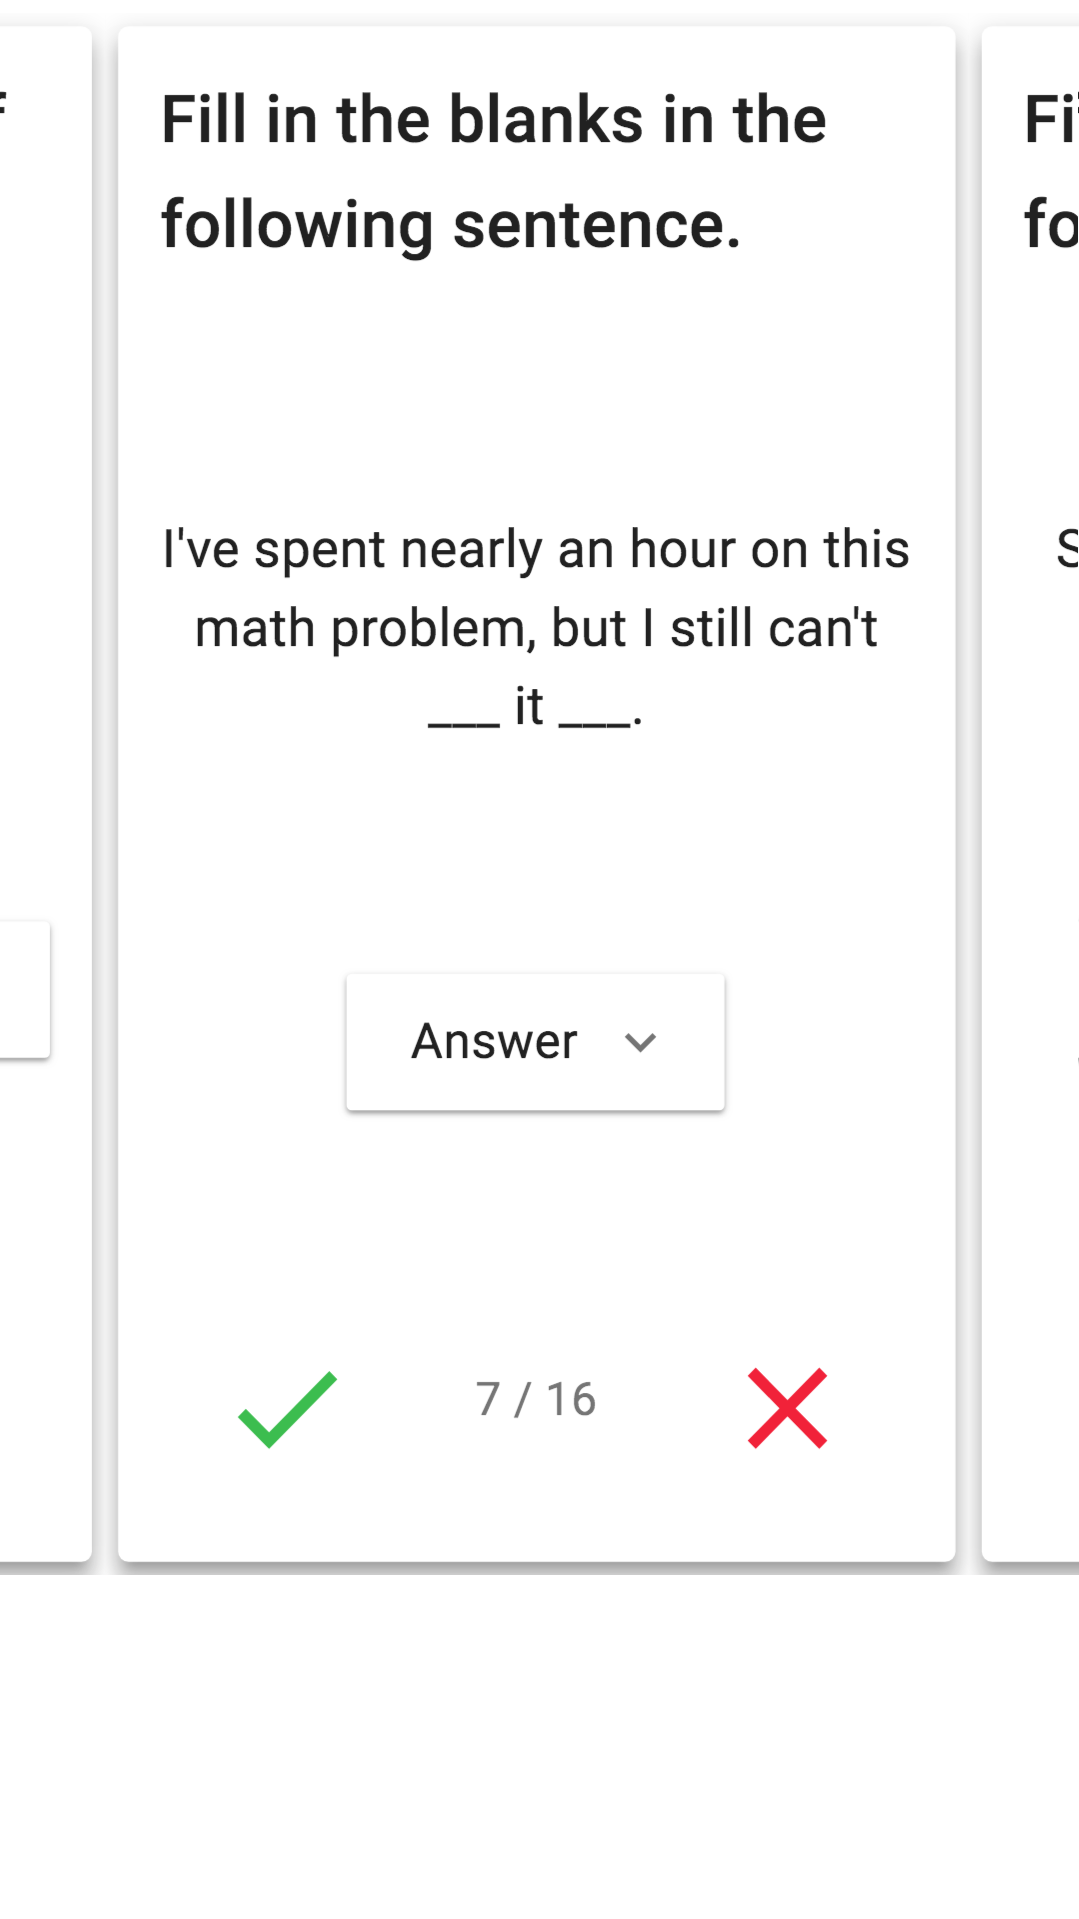 Fill in the blanks in the
following sentence.
I've spent nearly an hour on this
math problem, but I still can't
___ it ___.
Answer
7 / 16